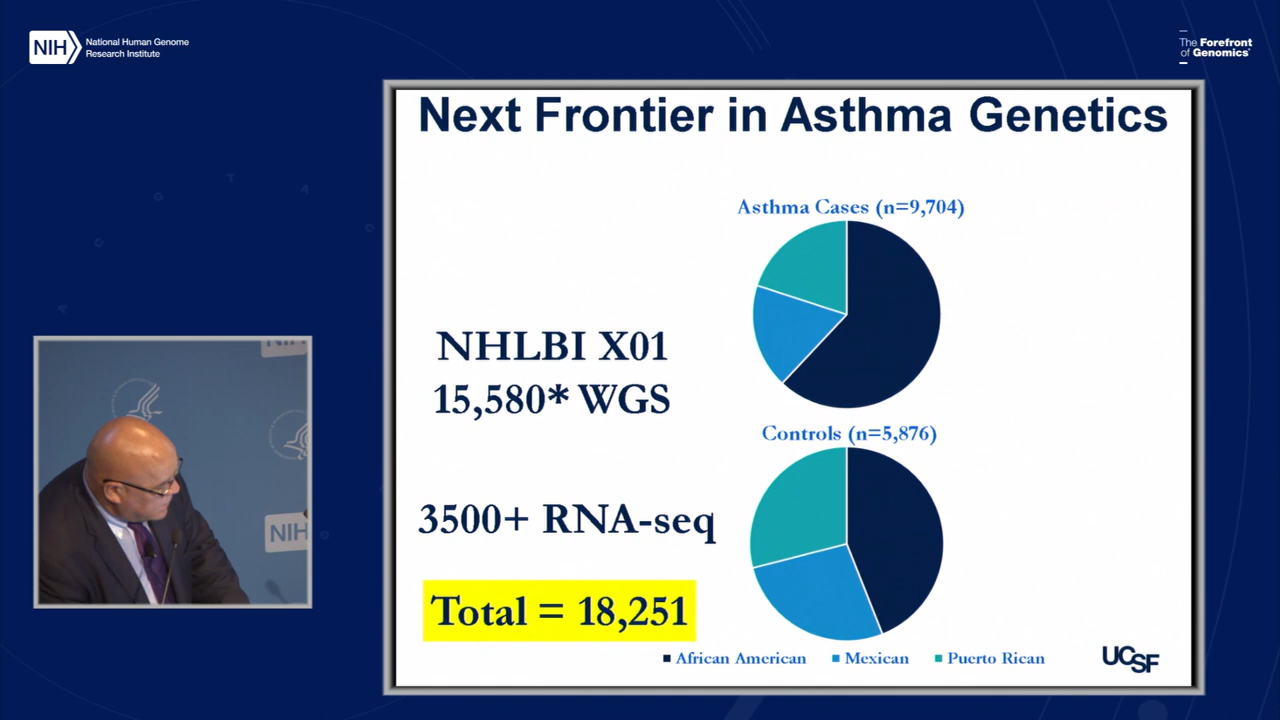 NIH
National Human Genome
Research Institute
The Forefront
of Genomics
Next Frontier in Asthma Genetics
Asthma Cases (n=9,704)
NHLBI X01
15,580* WGS
Controls (n=5,876)
3500+ RNA-seq
Total = 18,251
African American
Mexican
Puerto Rican
UCSF
NIH
NIH